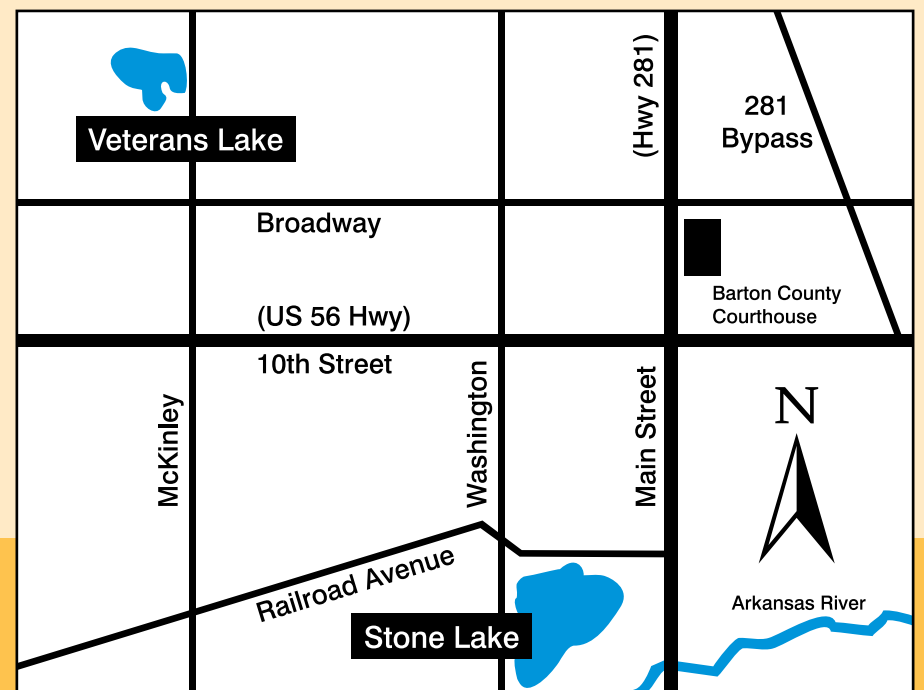 (Hwy 281)
281
Bypass
Veterans Lake
Broadway
Barton County
Courthouse
(US 56 Hwy)
10th Street
McKinley
Washington
Main Street
N
Railroad Avenue
Arkansas River
Stone Lake